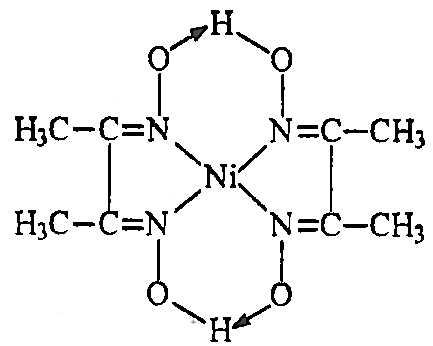 H
O O
H₃C–C=N N=C–CH₃
Ni
H₃C–C=N N=C–CH₃
O O
H